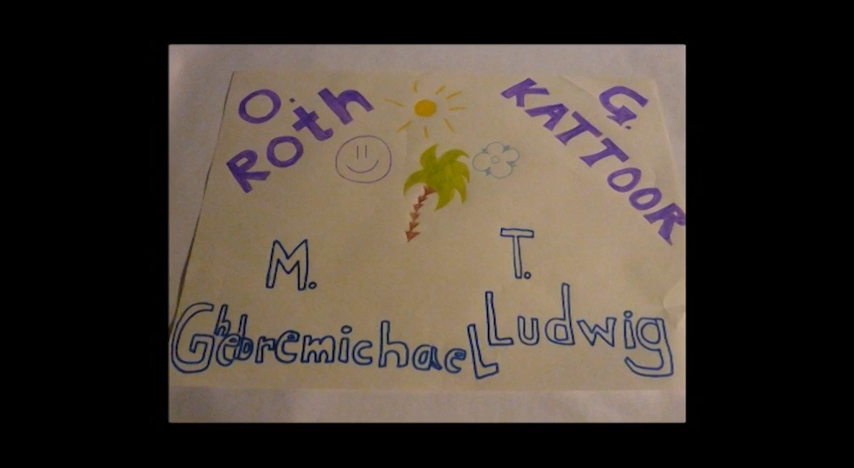 O.
Roth
G.
KATTOOR
M.
GhebremichaeL
T.
Ludwig